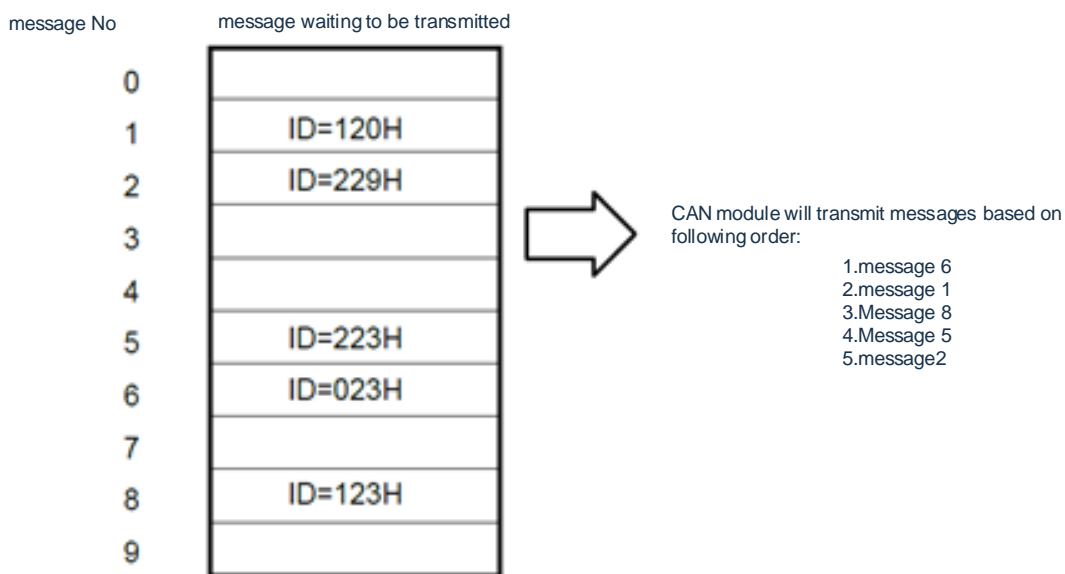 message No
message waiting to be transmitted
0
1 ID=120H
2 ID=229H
3
4
5 ID=223H
6 ID=023H
7
8 ID=123H
9
CAN module will transmit messages based on
following order:
1.message 6
2.message 1
3.Message 8
4.Message 5
5.message2